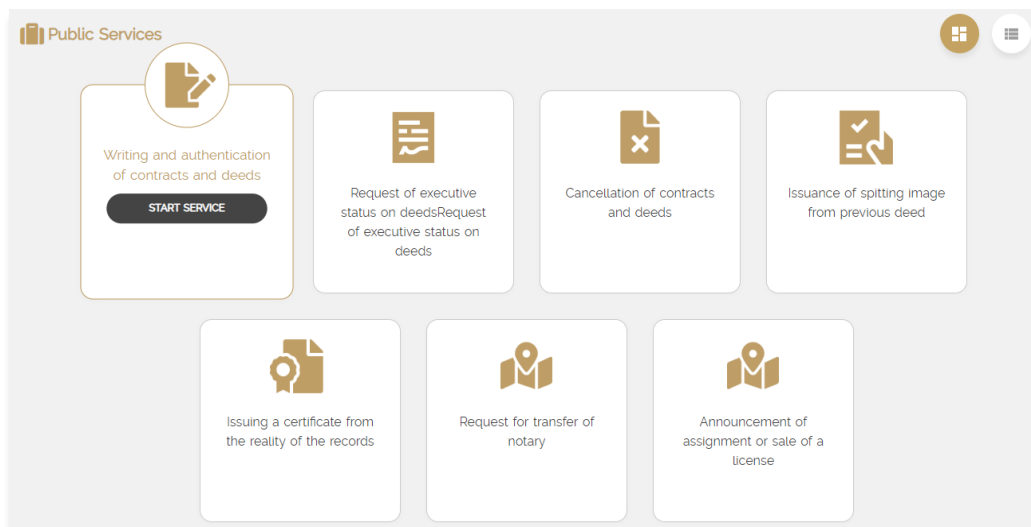 Public Services
Writing and authentication
of contracts and deeds
START SERVICE
Request of executive
status on deedsRequest
of executive status on
deeds
Cancellation of contracts
and deeds
Issuance of spitting image
from previous deed
Issuing a certificate from
the reality of the records
Request for transfer of
notary
Announcement of
assignment or sale of a
license